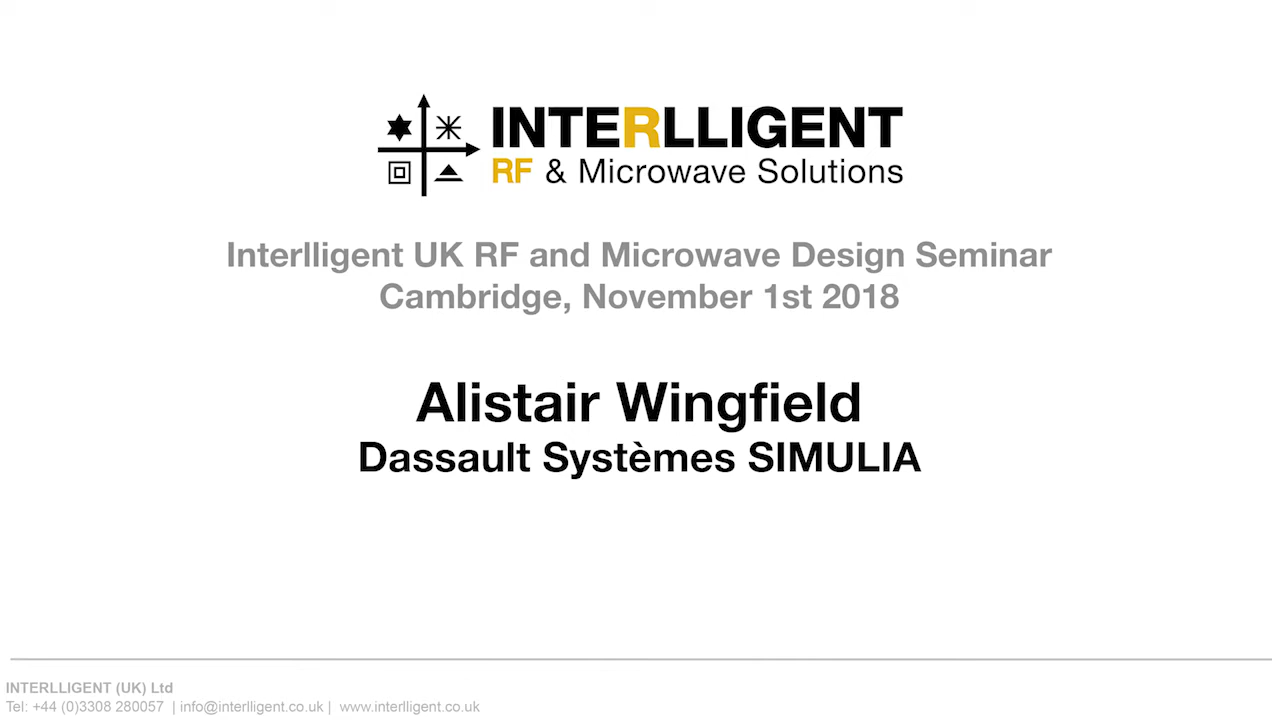 INTERLLIGENT
RF & Microwave Solutions
Interlligent UK RF and Microwave Design Seminar
Cambridge, November 1st 2018
Alistair Wingfield
Dassault Systèmes SIMULIA
INTERLLIGENT (UK) Ltd
Tel: +44 (0)3308 280057 | info@interlligent.co.uk | www.interlligent.co.uk